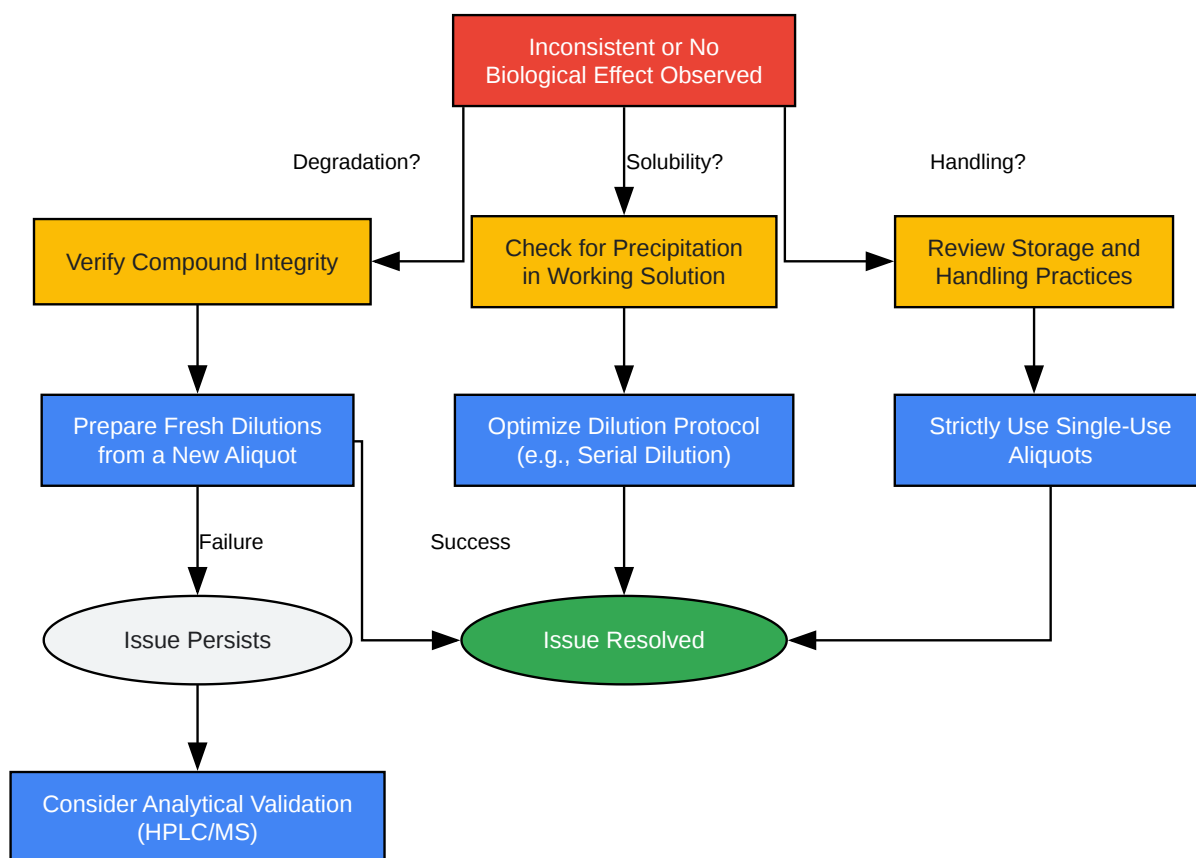 Inconsistent or No
Biological Effect Observed
Degradation?
Solubility?
Handling?
Verify Compound Integrity
Check for Precipitation
in Working Solution
Review Storage and
Handling Practices
Prepare Fresh Dilutions
from a New Aliquot
Optimize Dilution Protocol
(e.g., Serial Dilution)
Strictly Use Single-Use
Aliquots
Failure
Success
Issue Persists
Issue Resolved
Consider Analytical Validation
(HPLC/MS)